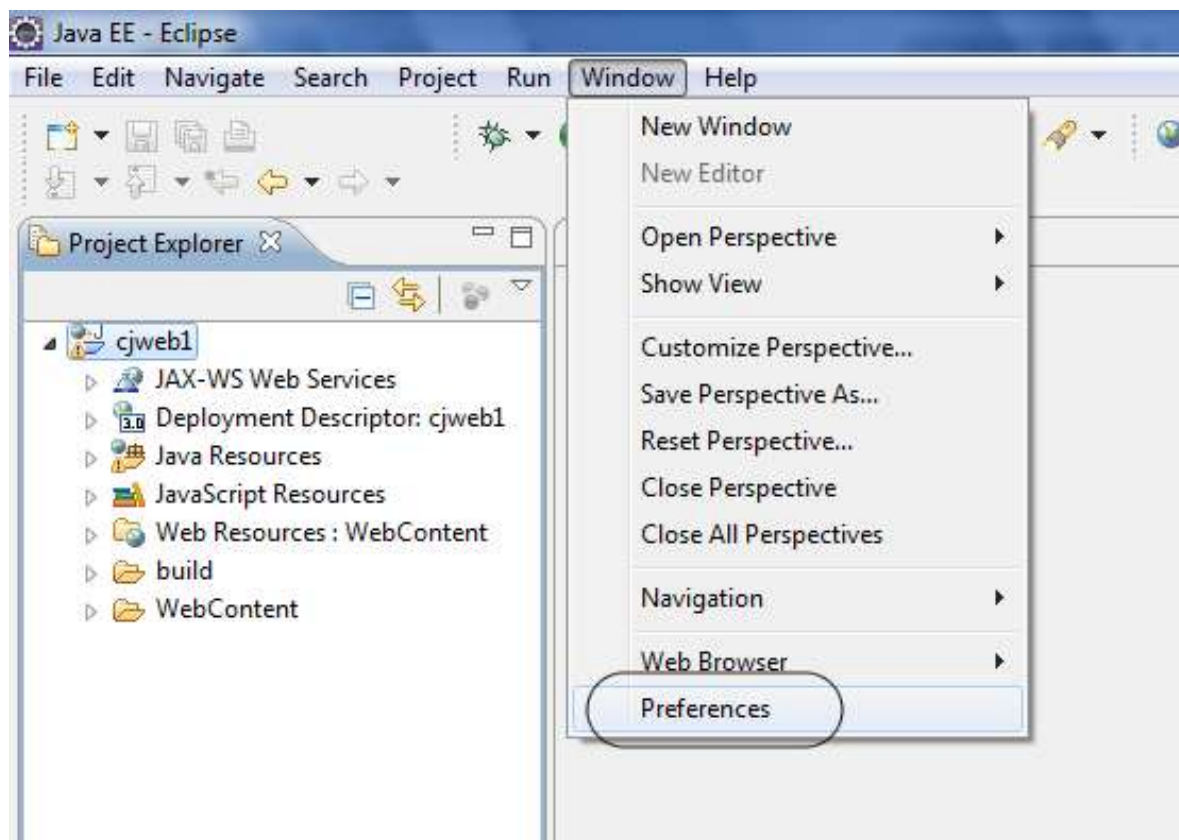 Java EE - Eclipse
File Edit Navigate Search Project Run Window Help
New Window
New Editor
Open Perspective
Show View
Customize Perspective...
Save Perspective As...
Reset Perspective...
Close Perspective
Close All Perspectives
Navigation
Web Browser
Preferences
Project Explorer
cjweb1
JAX-WS Web Services
3.0 Deployment Descriptor: cjweb1
Java Resources
JavaScript Resources
Web Resources : WebContent
build
WebContent